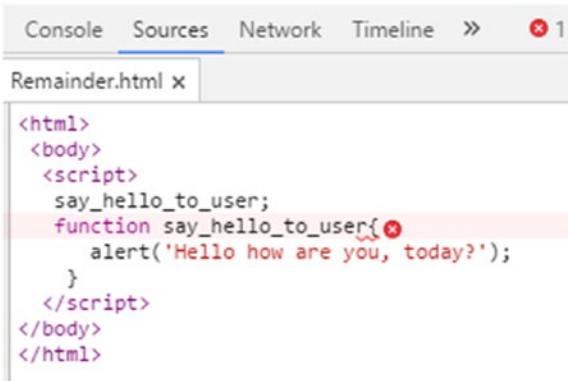 Console Sources Network Timeline » 1
Remainder.html ×
<html>
<body>
<script>
say_hello_to_user;
function say_hello_to_user{
alert('Hello how are you, today?');
}
</script>
</body>
</html>